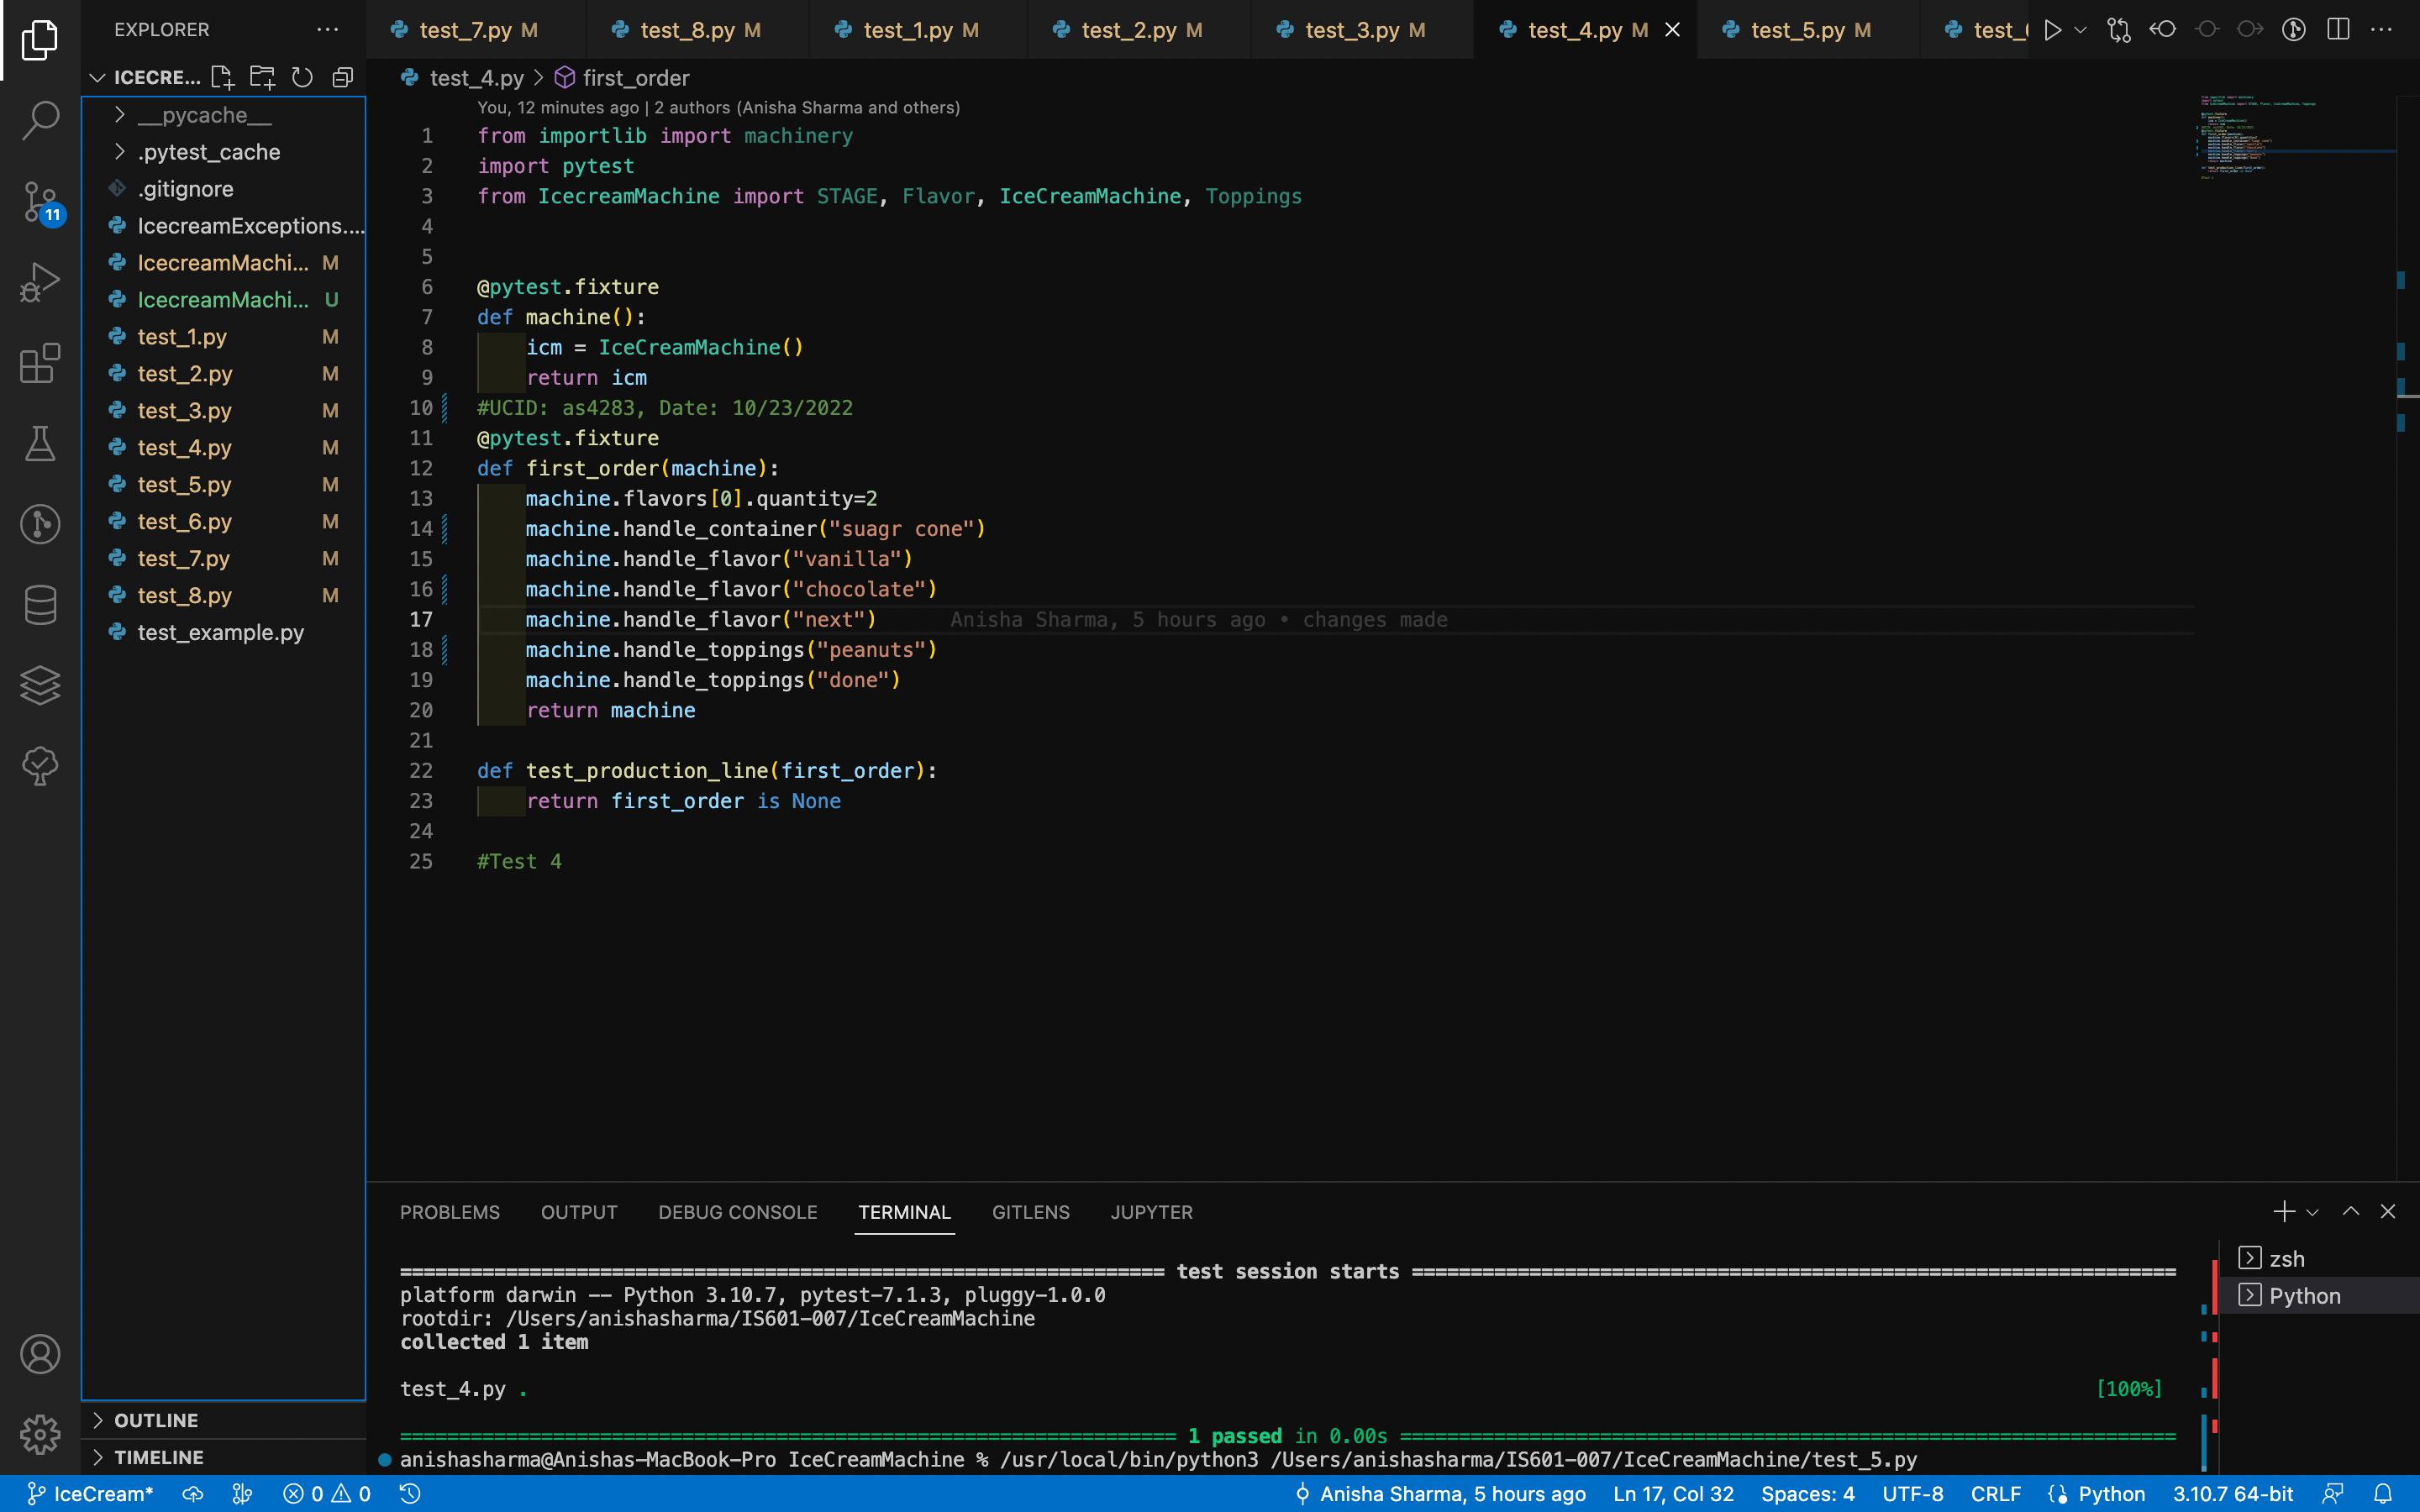 EXPLORER
ICECRE...
__pycache__
.pytest_cache
.gitignore
IcecreamExceptions....
IcecreamMachi... M
IcecreamMachi... U
test_1.py M
test_2.py M
test_3.py M
test_4.py M
test_5.py M
test_6.py M
test_7.py M
test_8.py M
test_example.py
OUTLINE
TIMELINE
11
test_7.py M
test_8.py M
test_1.py M
test_2.py M
test_3.py M
test_4.py M
test_5.py M
test_
test_4.py > first_order
You, 12 minutes ago | 2 authors (Anisha Sharma and others)
1 from importlib import machinery
2 import pytest
3 from IcecreamMachine import STAGE, Flavor, IceCreamMachine, Toppings
4
5
6 @pytest.fixture
7 def machine():
8 icm = IceCreamMachine()
9 return icm
10 #UCID: as4283, Date: 10/23/2022
11 @pytest.fixture
12 def first_order(machine):
13 machine.flavors[0].quantity=2
14 machine.handle_container("suagr cone")
15 machine.handle_flavor("vanilla")
16 machine.handle_flavor("chocolate")
17 machine.handle_flavor("next") Anisha Sharma, 5 hours ago • changes made
18 machine.handle_toppings("peanuts")
19 machine.handle_toppings("done")
20 return machine
21
22 def test_production_line(first_order):
23 return first_order is None
24
25 #Test 4
PROBLEMS OUTPUT DEBUG CONSOLE TERMINAL GITLENS JUPYTER
zsh
Python
================================================================= test session starts =================================================================
platform darwin -- Python 3.10.7, pytest-7.1.3, pluggy-1.0.0
rootdir: /Users/anishasharma/IS601-007/IceCreamMachine
collected 1 item
test_4.py . [100%]
================================================================== 1 passed in 0.00s ==================================================================
anishasharma@Anishas-MacBook-Pro IceCreamMachine % /usr/local/bin/python3 /Users/anishasharma/IS601-007/IceCreamMachine/test_5.py
IceCream* 0 0 Anisha Sharma, 5 hours ago Ln 17, Col 32 Spaces: 4 UTF-8 CRLF Python 3.10.7 64-bit